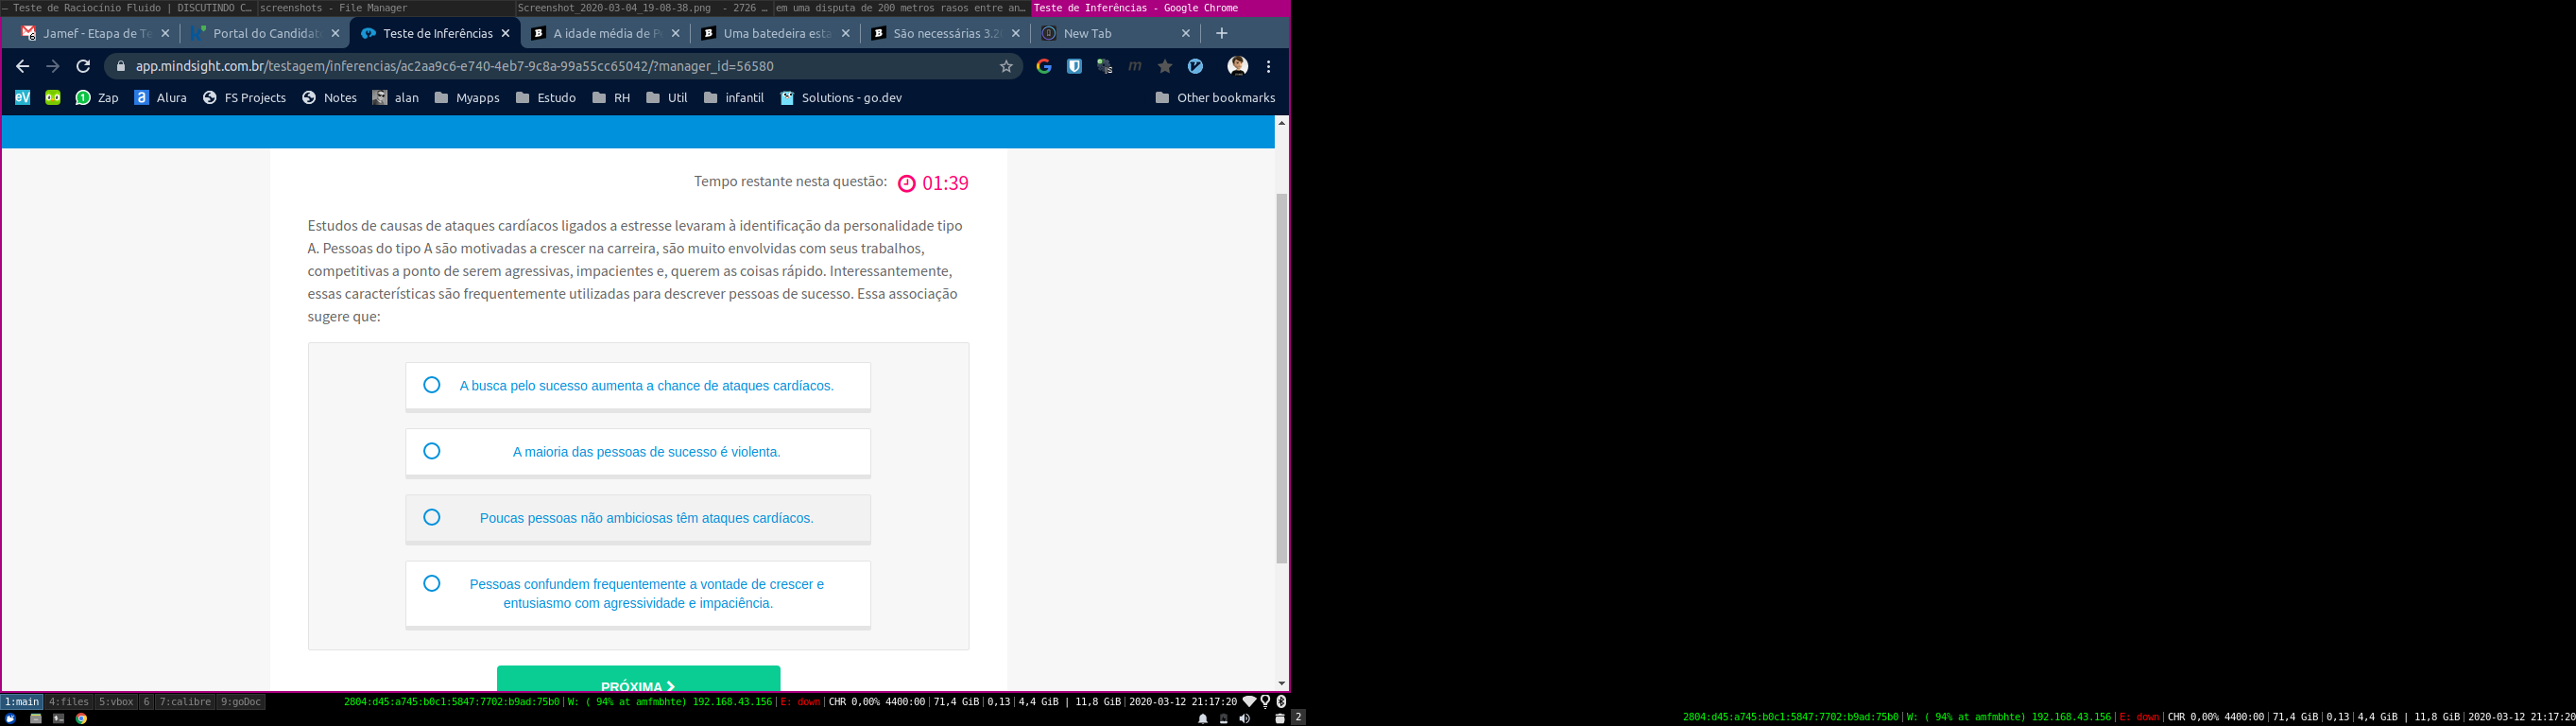 — Teste de Raciocínio Fluido | DISCUTINDO C… screenshots - File Manager Screenshot_2020-03-04_19-08-38.png - 2726 … em uma disputa de 200 metros rasos entre an… Teste de Inferências - Google Chrome
Jamef - Etapa de Te Portal do Candidat Teste de Inferências A idade média de P Uma batedeira esta São necessárias 3.2 New Tab
app.mindsight.com.br/testagem/inferencias/ac2aa9c6-e740-4eb7-9c8a-99a55cc65042/?manager_id=56580
Zap Alura FS Projects Notes alan Myapps Estudo RH Util infantil Solutions - go.dev Other bookmarks
Tempo restante nesta questão: 01:39
Estudos de causas de ataques cardíacos ligados a estresse levaram à identificação da personalidade tipo
A. Pessoas do tipo A são motivadas a crescer na carreira, são muito envolvidas com seus trabalhos,
competitivas a ponto de serem agressivas, impacientes e, querem as coisas rápido. Interessantemente,
essas características são frequentemente utilizadas para descrever pessoas de sucesso. Essa associação
sugere que:
A busca pelo sucesso aumenta a chance de ataques cardíacos.
A maioria das pessoas de sucesso é violenta.
Poucas pessoas não ambiciosas têm ataques cardíacos.
Pessoas confundem frequentemente a vontade de crescer e
entusiasmo com agressividade e impaciência.
PRÓXIMA
1:main 4:files 5:vbox 6 7:calibre 9:goDoc 2804:d45:a745:b0c1:5847:7702:b9ad:75b0 | W: ( 94% at amfmbhte) 192.168.43.156 | E: down | CHR 0,00% 4400:00 | 71,4 GiB | 0,13 | 4,4 GiB | 11,8 GiB | 2020-03-12 21:17:20
2 2804:d45:a745:b0c1:5847:7702:b9ad:75b0 | W: ( 94% at amfmbhte) 192.168.43.156 | E: down | CHR 0,00% 4400:00 | 71,4 GiB | 0,13 | 4,4 GiB | 11,8 GiB | 2020-03-12 21:17:20